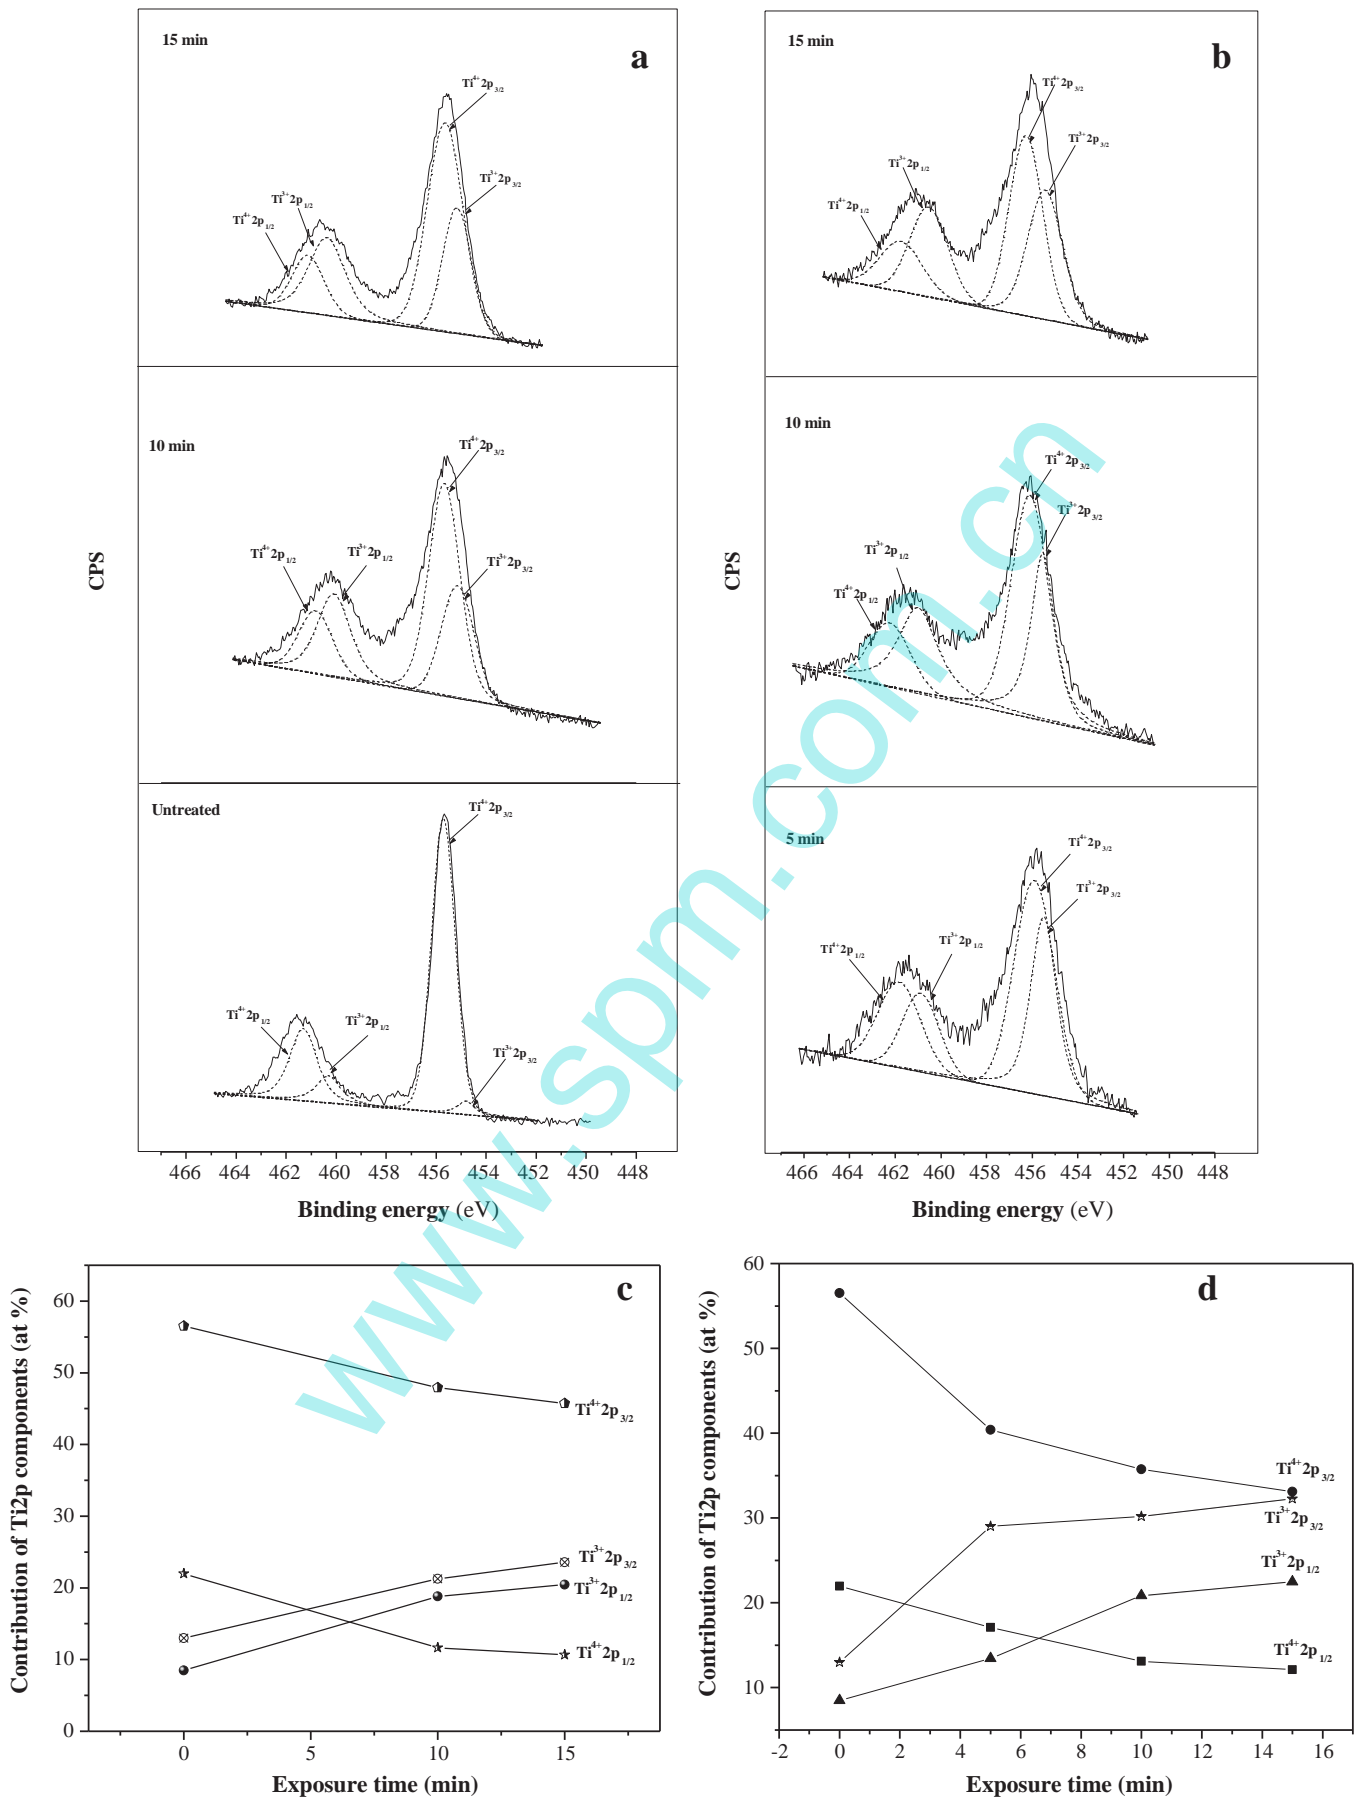 a
15 min
Ti4+2p3/2
Ti3+2p3/2
Ti3+2p1/2
Ti4+2p1/2
10 min
Ti4+2p3/2
Ti4+2p1/2
Ti3+2p1/2
Ti3+2p3/2
CPS
Untreated
Ti4+2p3/2
Ti4+2p1/2
Ti3+2p1/2
Ti3+2p3/2
466 464 462 460 458 456 454 452 450 448
Binding energy (eV)
b
15 min
Ti4+2p3/2
Ti3+2p3/2
Ti3+2p1/2
Ti4+2p1/2
10 min
Ti4+2p3/2
Ti3+2p3/2
Ti3+2p1/2
Ti4+2p1/2
CPS
5 min
Ti4+2p3/2
Ti3+2p3/2
Ti4+2p1/2
Ti3+2p1/2
466 464 462 460 458 456 454 452 450 448
Binding energy (eV)
c
Contribution of Ti2p components (at %)
60
50
40
30
20
10
0
Ti4+2p3/2
Ti3+2p3/2
Ti3+2p1/2
Ti4+2p1/2
0 5 10 15
Exposure time (min)
d
Contribution of Ti2p components (at %)
60
50
40
30
20
10
Ti4+2p3/2
Ti3+2p3/2
Ti3+2p1/2
Ti4+2p1/2
-2 0 2 4 6 8 10 12 14 16
Exposure time (min)
www.spm.com.cn